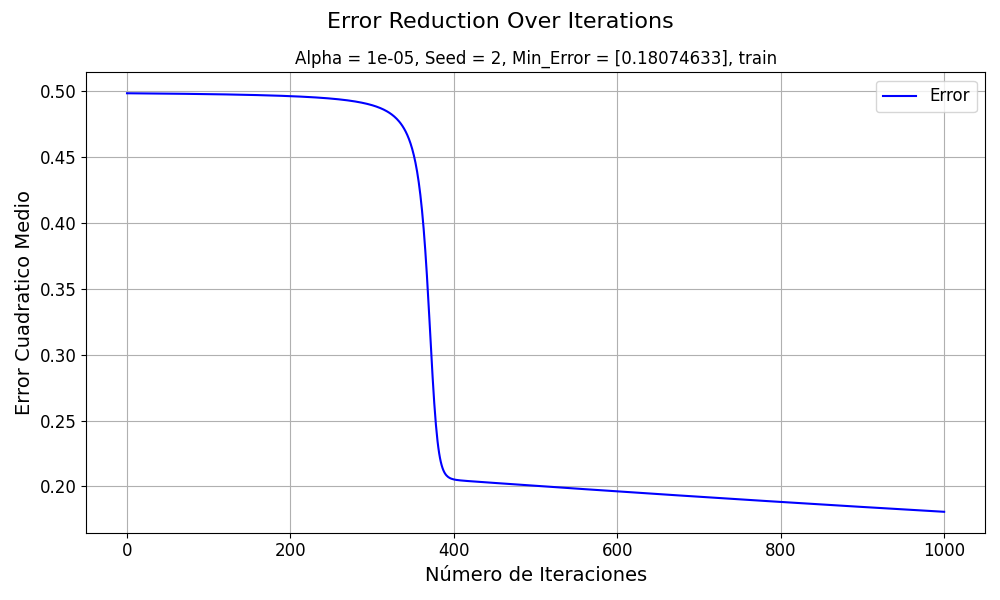 Error Reduction Over Iterations
Alpha = 1e-05, Seed = 2, Min_Error = [0.18074633], train
Error
Error Cuadratico Medio
0.50
0.45
0.40
0.35
0.30
0.25
0.20
0 200 400 600 800 1000
Número de Iteraciones